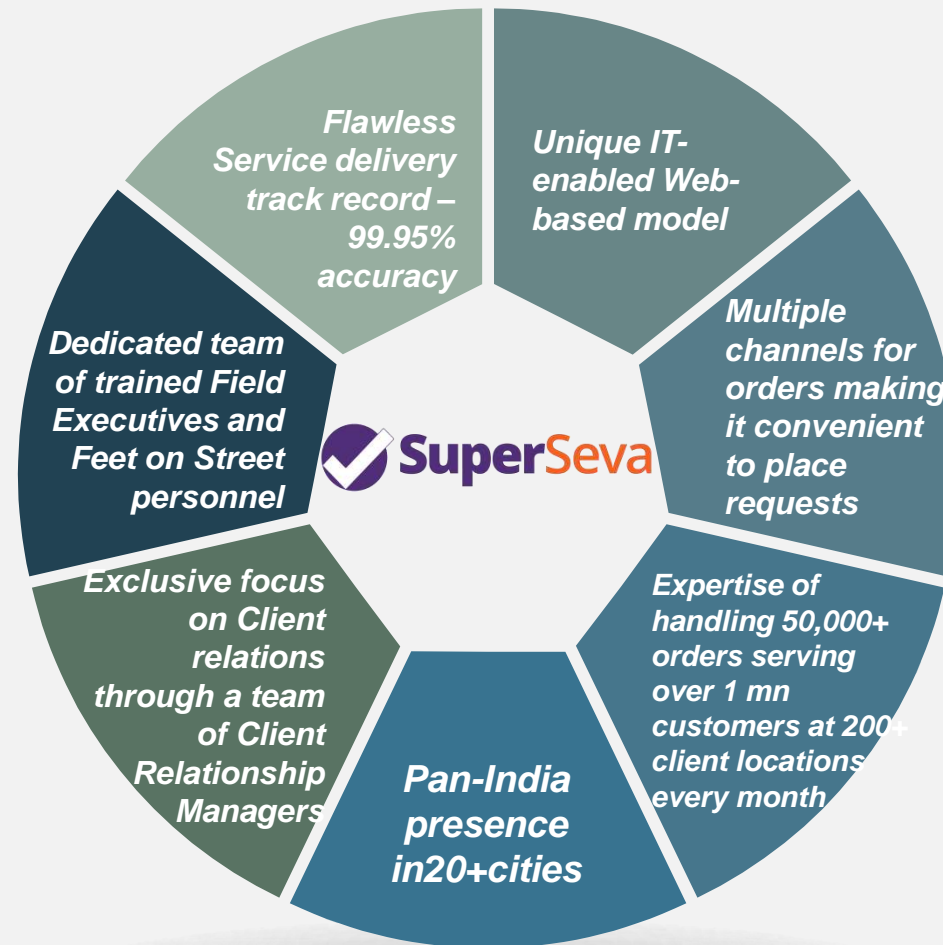 Flawless
Service delivery
track record –
99.95%
accuracy
Unique IT-
enabled Web-
based model
Multiple
channels for
orders making
it convenient
to place
requests
Dedicated team
of trained Field
Executives and
Feet on Street
personnel
SuperSeva
Exclusive focus
on Client
relations
through a team
of Client
Relationship
Managers
Expertise of
handling 50,000+
orders serving
over 1 mn
customers at 200+
client locations
every month
Pan-India
presence
in20+cities